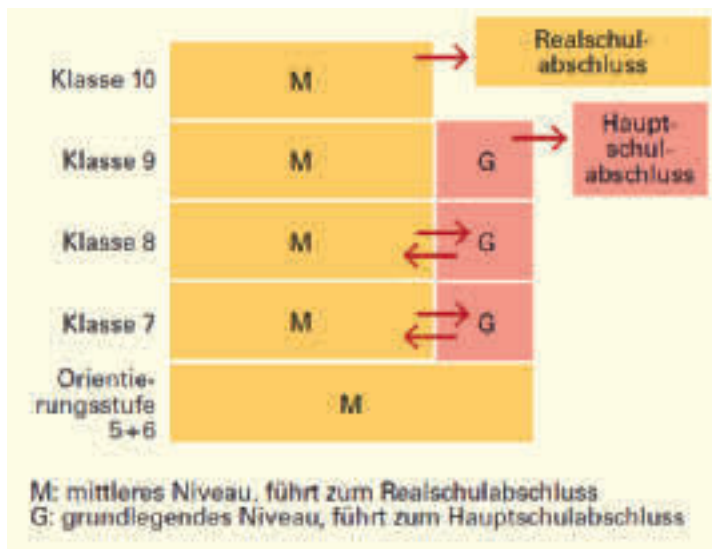 Klasse 10
M
Realschul-
abschluss
Klasse 9
M
G
Haupt-
schul-
abschluss
Klasse 8
M
G
Klasse 7
M
G
Orientie-
rungsstufe
5+6
M
M: mittleres Niveau, führt zum Realschulabschluss
G: grundlegendes Niveau, führt zum Hauptschulabschluss